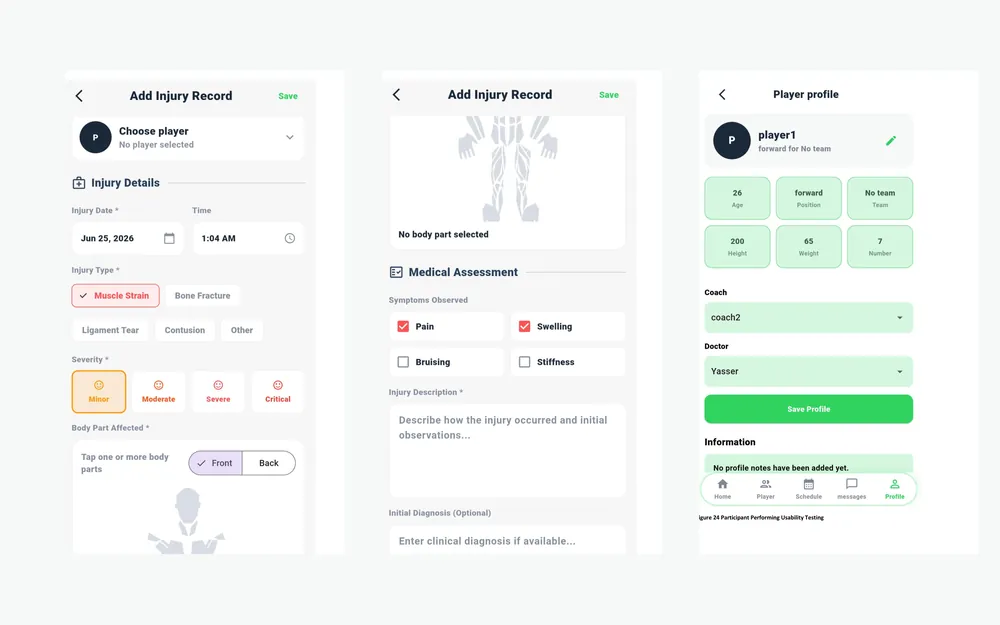 Add Injury Record
Save
P
Choose player
No player selected
Injury Details
Injury Date *
Time
Jun 25, 2026
1:04 AM
Injury Type *
Muscle Strain
Bone Fracture
Ligament Tear
Contusion
Other
Severity *
Minor
Moderate
Severe
Critical
Body Part Affected *
Tap one or more body
parts
Front
Back
Add Injury Record
Save
No body part selected
Medical Assessment
Symptoms Observed
Pain
Swelling
Bruising
Stiffness
Injury Description *
Describe how the injury occurred and initial
observations...
Initial Diagnosis (Optional)
Enter clinical diagnosis if available...
Player profile
P
player1
forward for No team
26
Age
forward
Position
No team
Team
200
Height
65
Weight
7
Number
Coach
coach2
Doctor
Yasser
Save Profile
Information
No profile notes have been added yet.
Home
Player
Schedule
messages
Profile
igure 24 Participant Performing Usability Testing